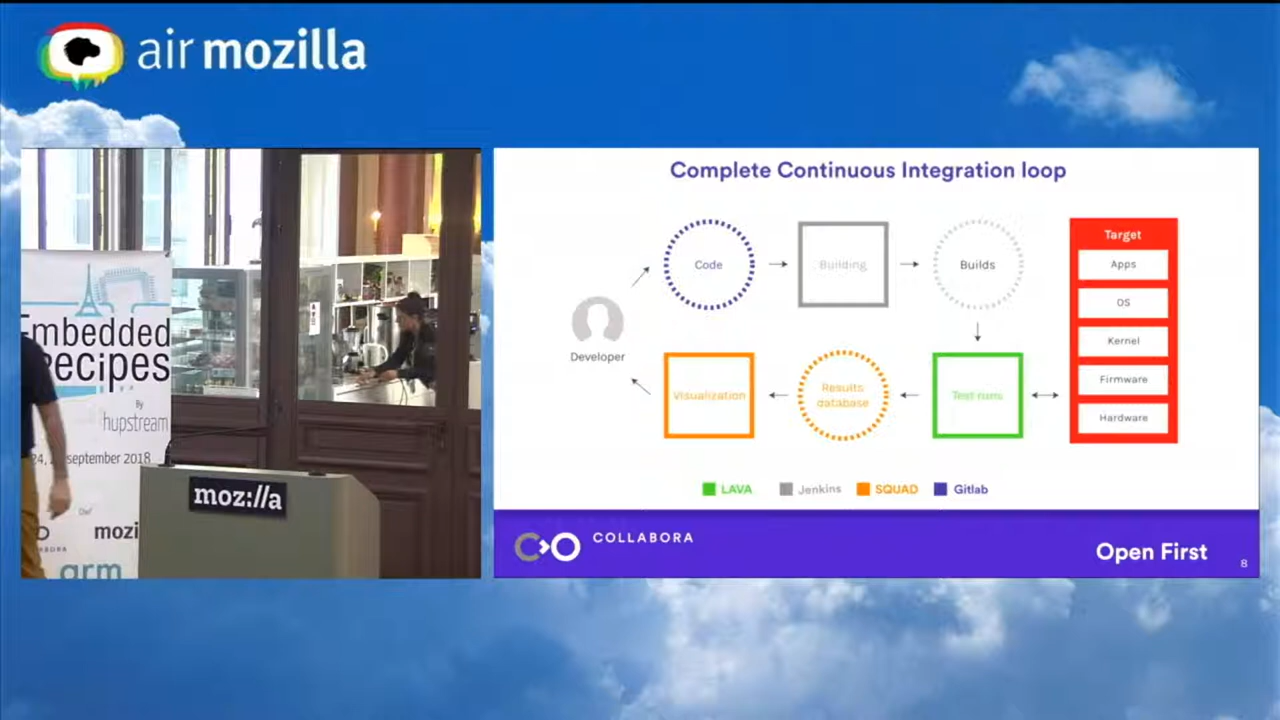 air mozilla
Embedded
Recipes
By
hupstream
24, september 2018
moz://a
mozi
arm
Complete Continuous Integration loop
Code
Building
Builds
Target
Apps
OS
Kernel
Firmware
Hardware
Developer
Visualization
Results
database
Test runs
LAVA
Jenkins
SQUAD
Gitlab
COLLABORA
Open First
8